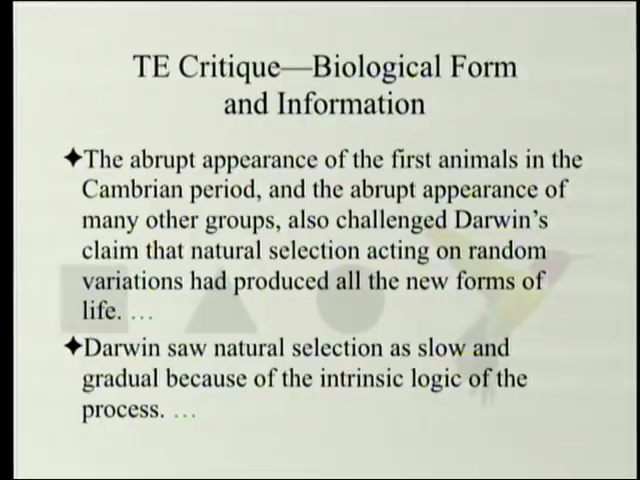 TE Critique—Biological Form
and Information
✦The abrupt appearance of the first animals in the
Cambrian period, and the abrupt appearance of
many other groups, also challenged Darwin’s
claim that natural selection acting on random
variations had produced all the new forms of
life. …
✦Darwin saw natural selection as slow and
gradual because of the intrinsic logic of the
process. …